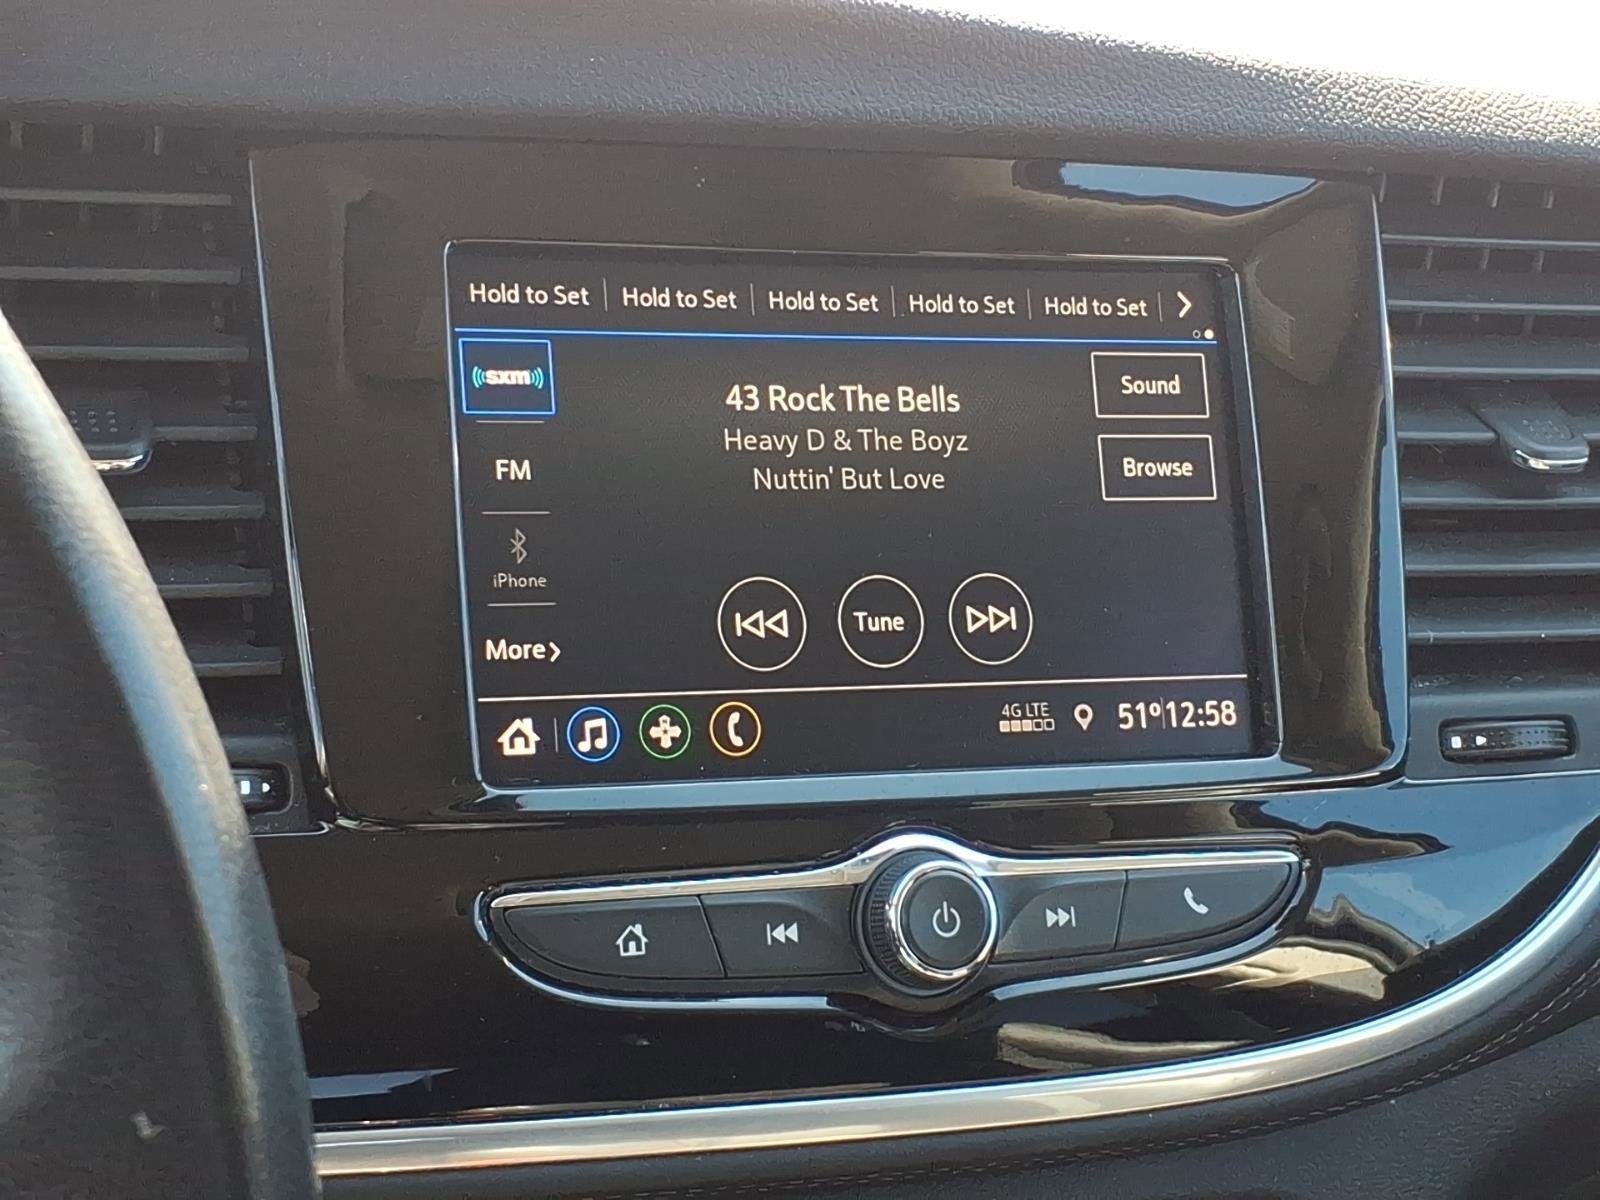 Hold to Set Hold to Set Hold to Set Hold to Set Hold to Set
sxm
43 Rock The Bells
Heavy D & The Boyz
Nuttin' But Love
Sound
Browse
FM
iPhone
More
Tune
4G LTE
51° 12:58